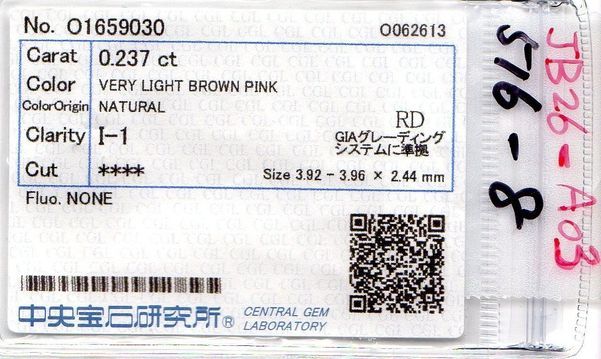 No. O1659030
O062613
Carat 0.237 ct
Color VERY LIGHT BROWN PINK
ColorOrigin NATURAL
Clarity I-1
RD
GIAグレーディング
システムに準拠
Cut ****
Size 3.92 - 3.96 × 2.44 mm
Fluo. NONE
中央宝石研究所®
CENTRAL GEM
LABORATORY
576-8
JB26-A03